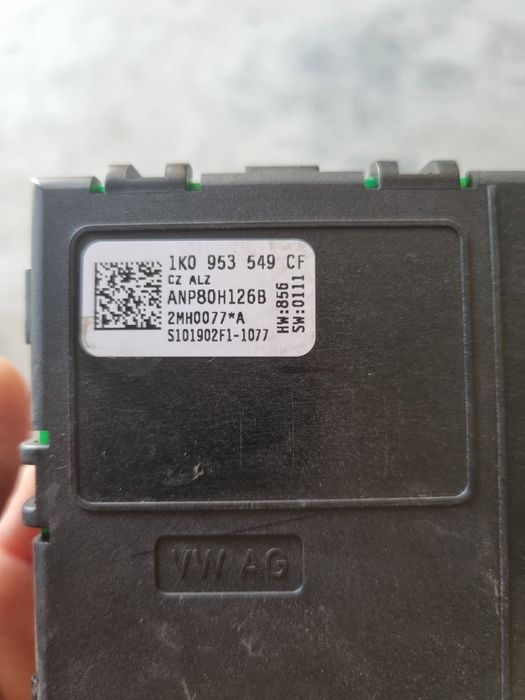 1K0 953 549 CF
CZ ALZ
ANP80H126B
2MH0077*A
S101902F1-1077
HW:856
SW:0111
VW AG